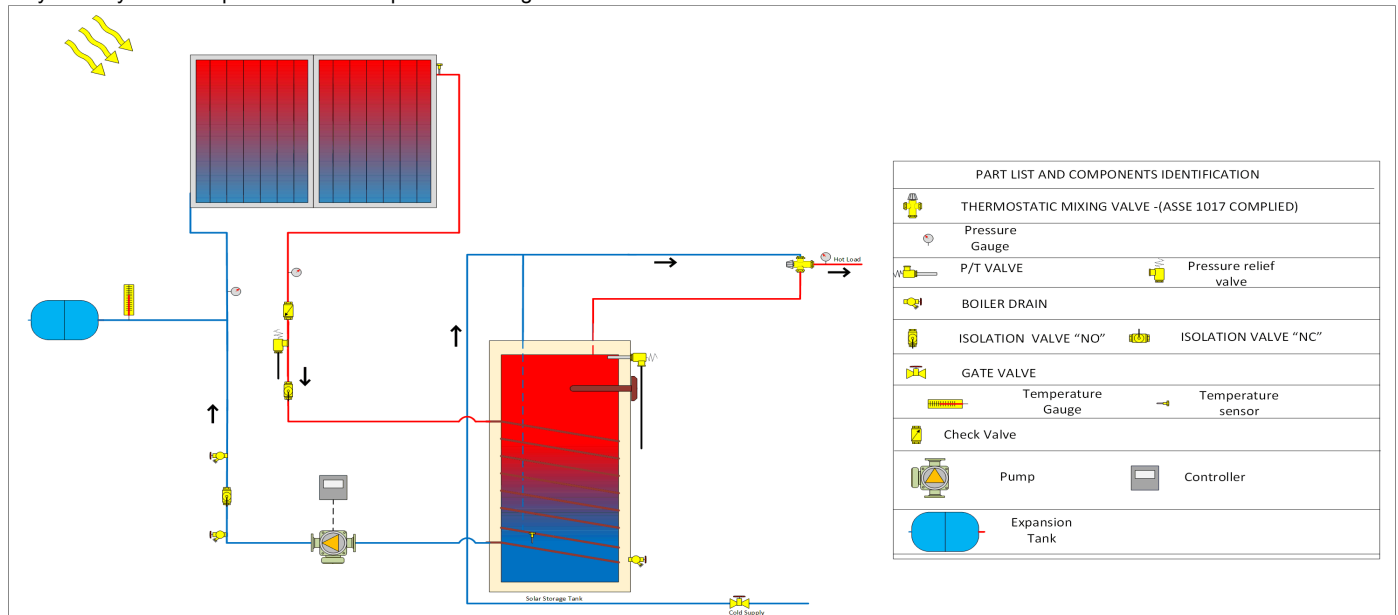 Hot Load
Solar Storage Tank
Cold Supply
PART LIST AND COMPONENTS IDENTIFICATION
THERMOSTATIC MIXING VALVE -(ASSE 1017 COMPLIED)
Pressure
Gauge
P/T VALVE
Pressure relief
valve
BOILER DRAIN
ISOLATION VALVE "NO"
ISOLATION VALVE "NC"
GATE VALVE
Temperature
Gauge
Temperature
sensor
Check Valve
Pump
Controller
Expansion
Tank